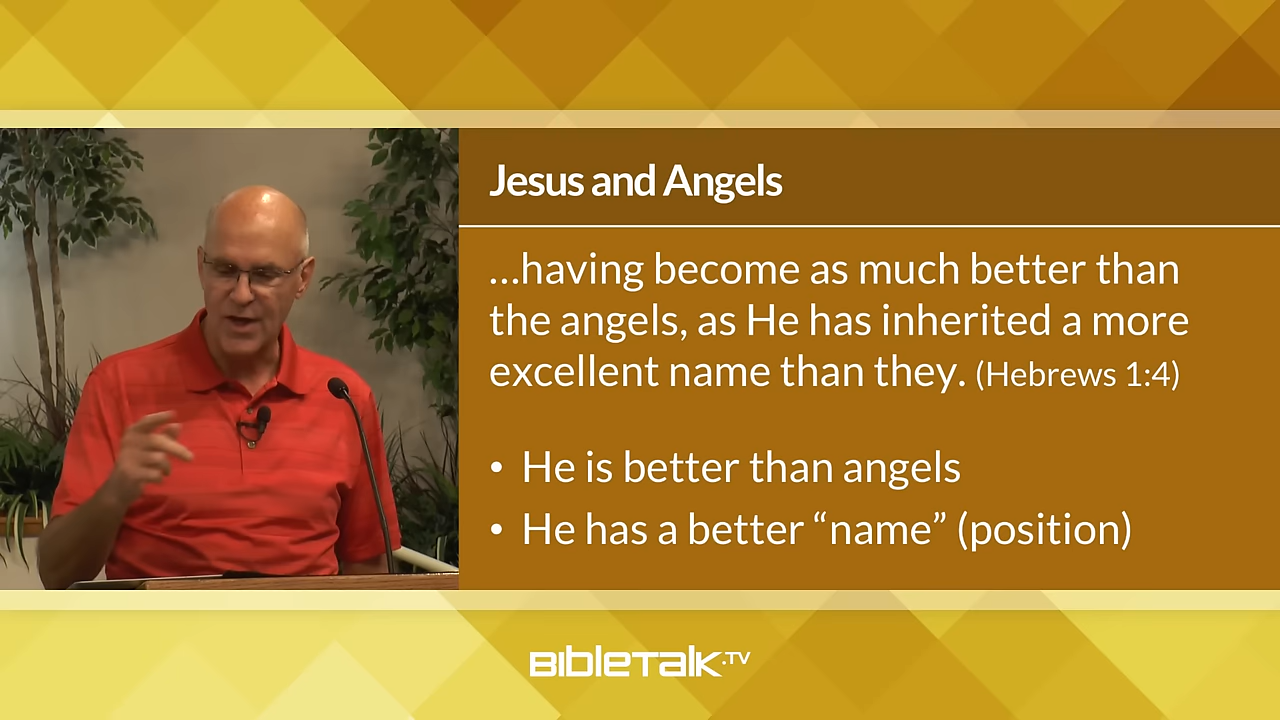 Jesus and Angels
…having become as much better than
the angels, as He has inherited a more
excellent name than they. (Hebrews 1:4)
• He is better than angels
• He has a better “name” (position)
BIBLETALK.TV